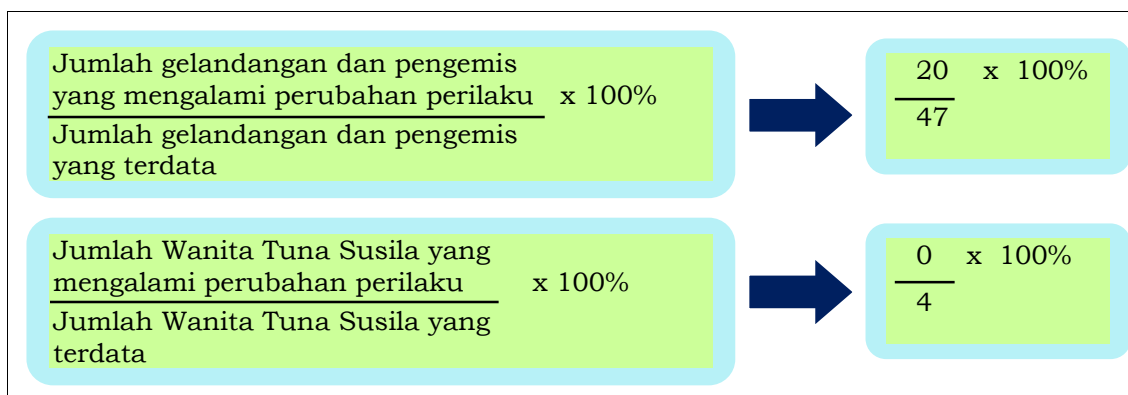 Jumlah gelandangan dan pengemis
yang mengalami perubahan perilaku x 100%
Jumlah gelandangan dan pengemis
yang terdata
20 x 100%
47
Jumlah Wanita Tuna Susila yang
mengalami perubahan perilaku x 100%
Jumlah Wanita Tuna Susila yang
terdata
0 x 100%
4